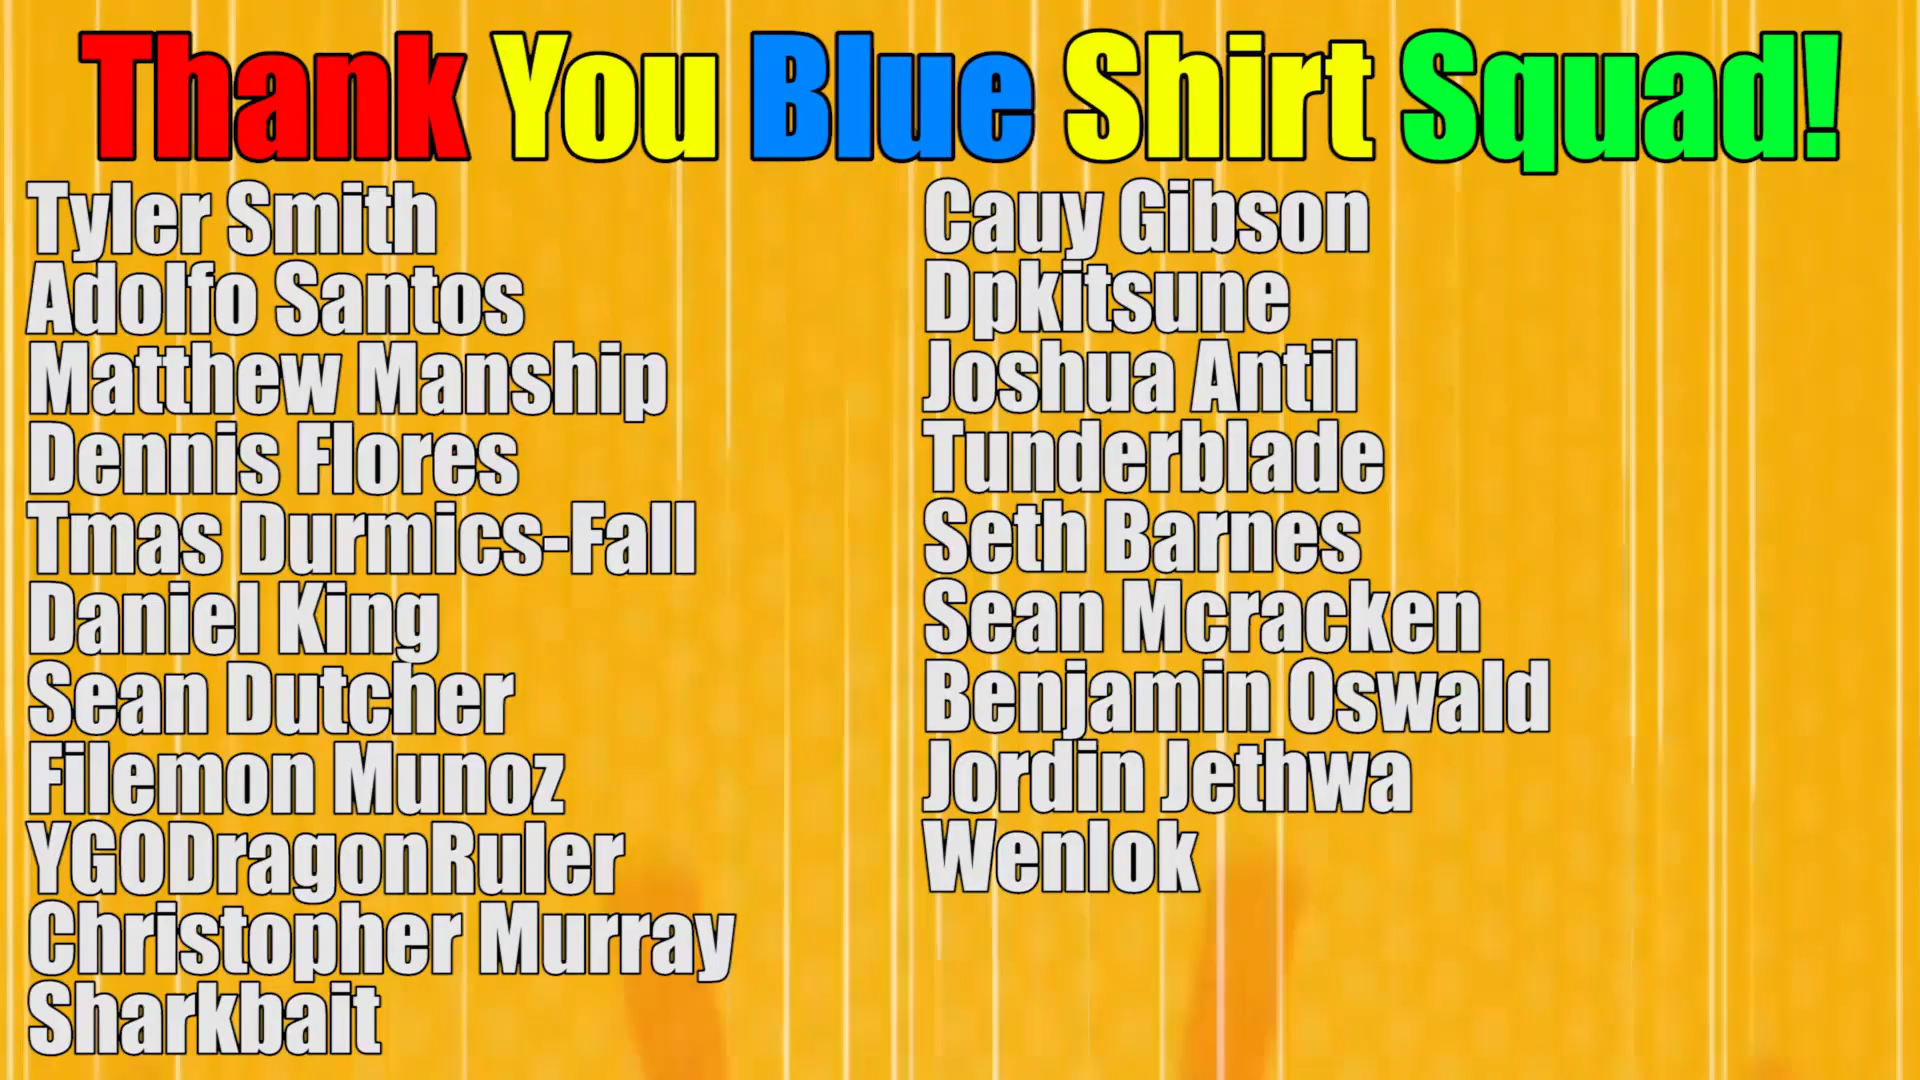 Thank You Blue Shirt Squad!
Tyler Smith
Adolfo Santos
Matthew Manship
Dennis Flores
Tmas Durmics-Fall
Daniel King
Sean Dutcher
Filemon Munoz
YGODragonRuler
Christopher Murray
Sharkbait
Cauy Gibson
Dpkitsune
Joshua Antil
Tunderblade
Seth Barnes
Sean Mcracken
Benjamin Oswald
Jordin Jethwa
Wenlok